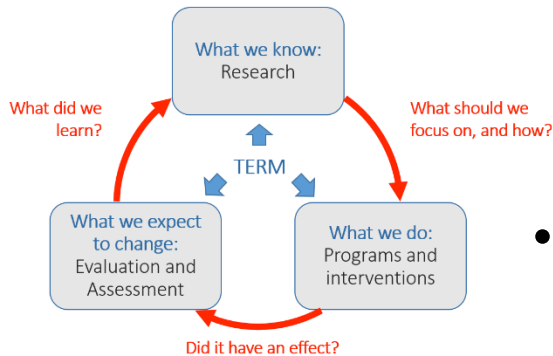 What we know:
Research
What did we
learn?
What should we
focus on, and how?
TERM
What we expect
to change:
Evaluation and
Assessment
What we do:
Programs and
interventions
Did it have an effect?